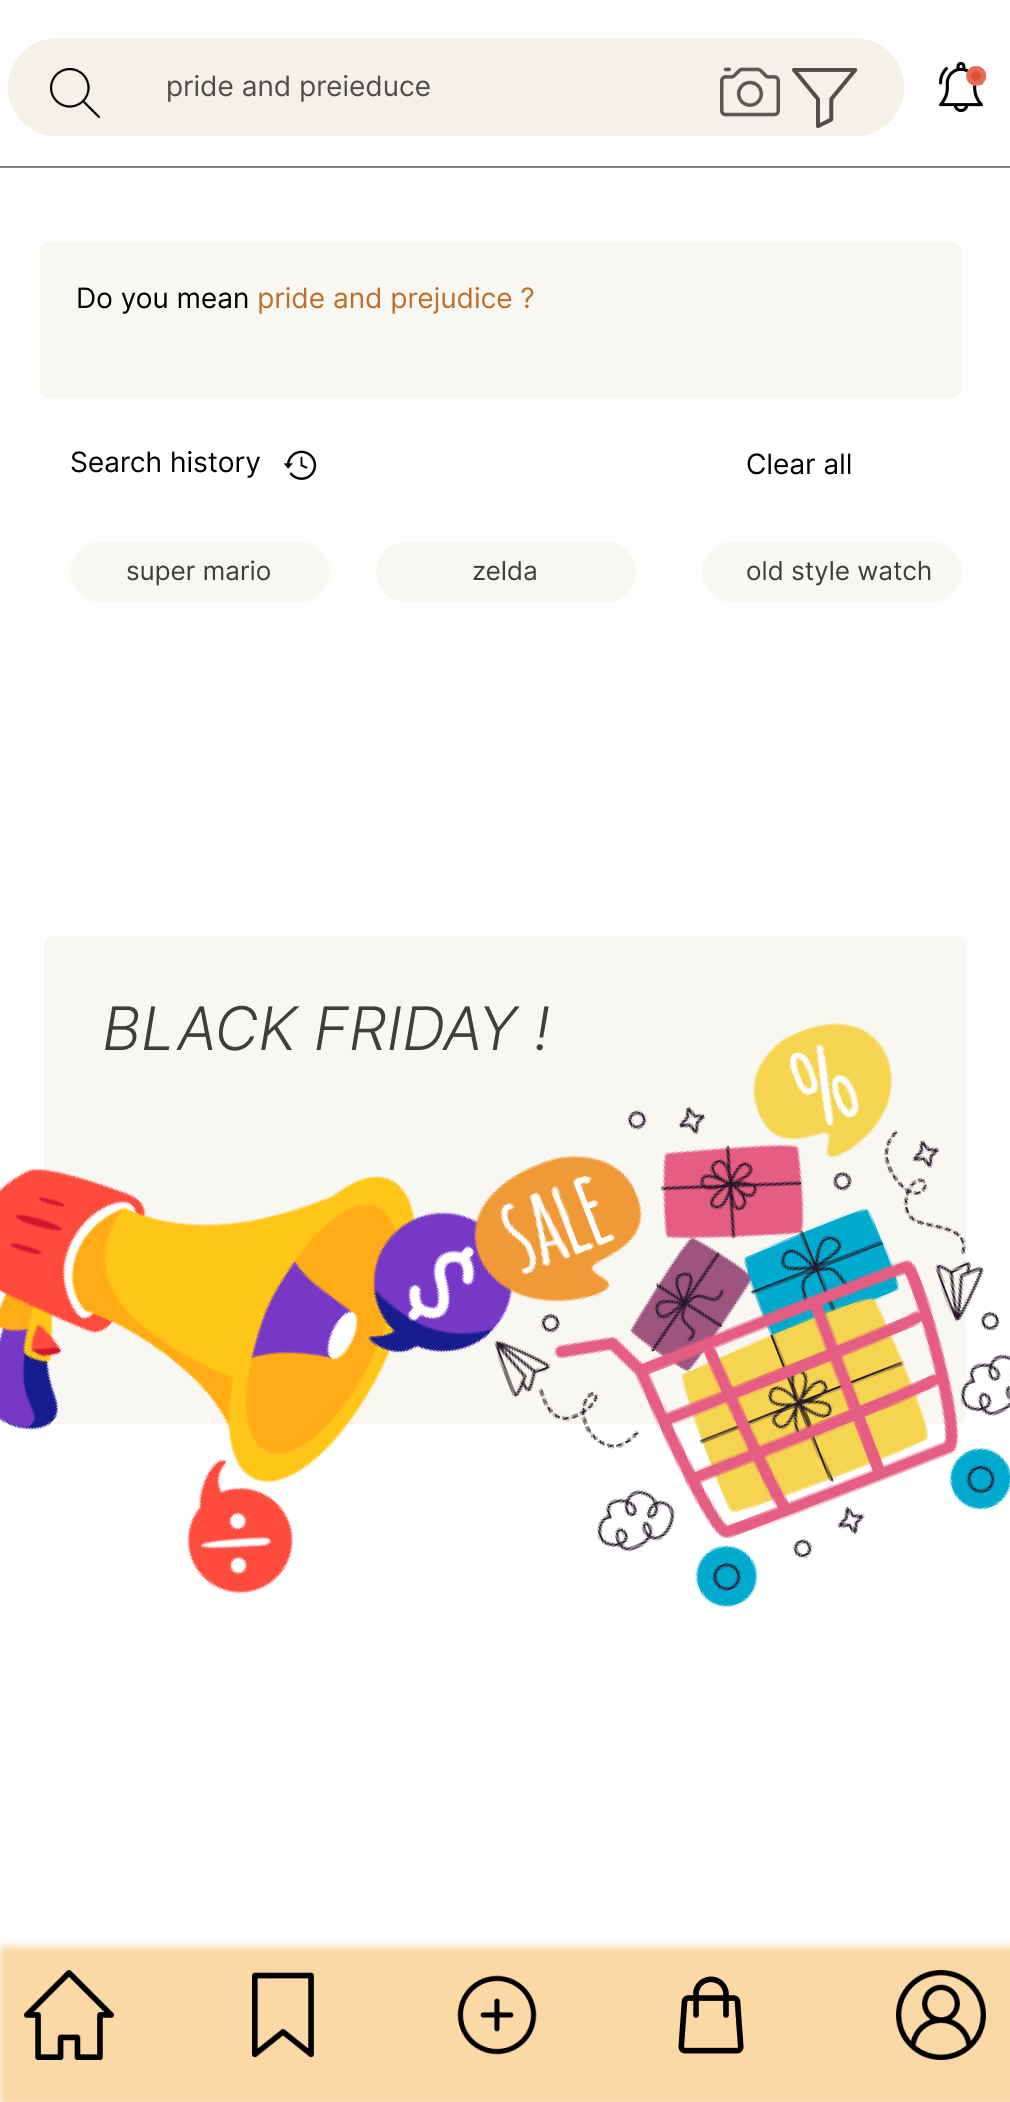 pride and preieduce
Do you mean pride and prejudice ?
Search history
Clear all
super mario
zelda
old style watch
BLACK FRIDAY !
%
SALE
$